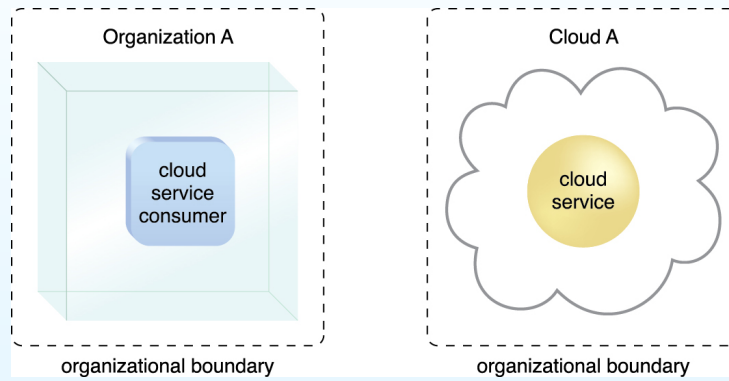 Organization A
cloud
service
consumer
organizational boundary
Cloud A
cloud
service
organizational boundary